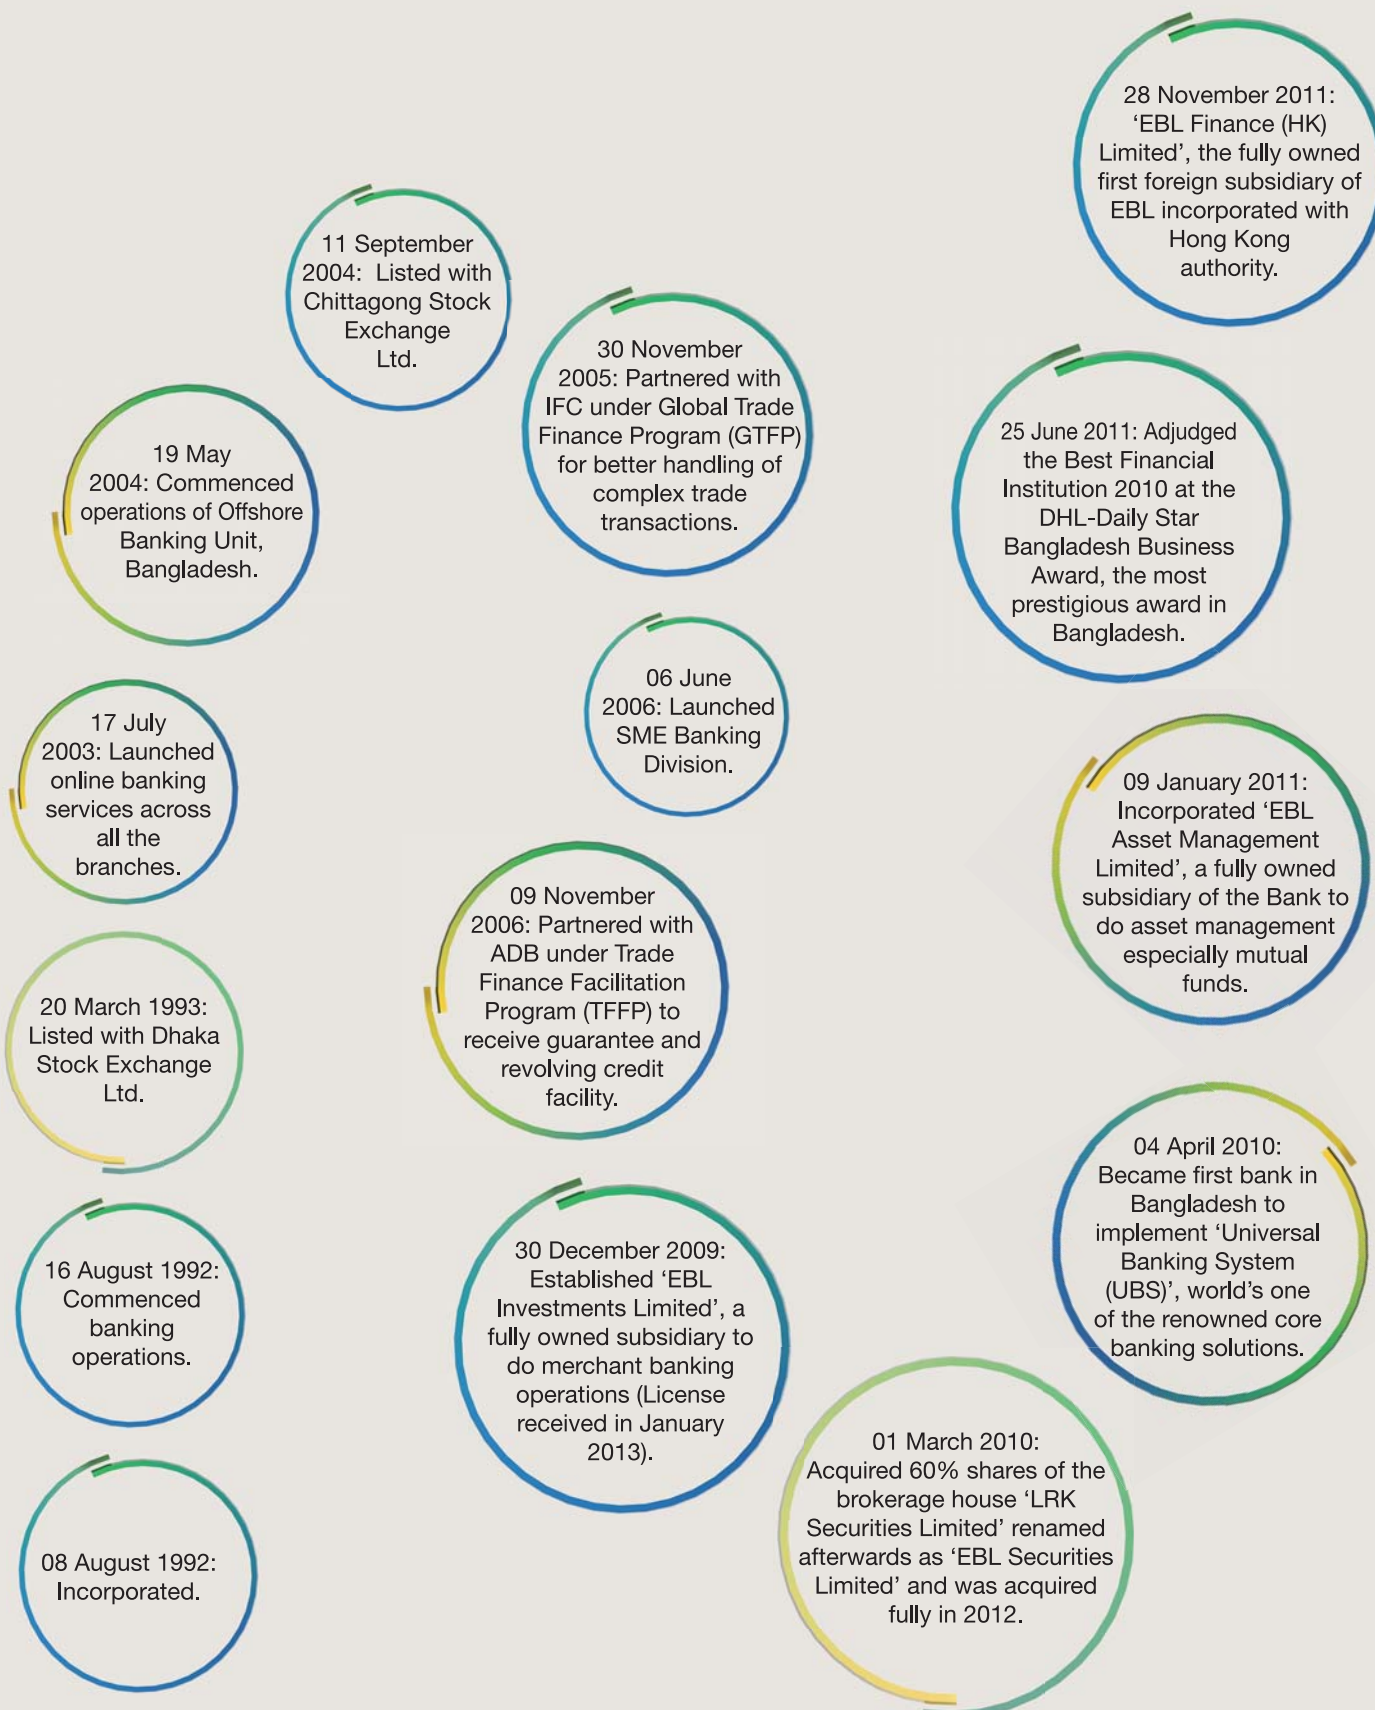 08 August 1992:
Incorporated.
16 August 1992:
Commenced
banking
operations.
20 March 1993:
Listed with Dhaka
Stock Exchange
Ltd.
17 July
2003: Launched
online banking
services across
all the
branches.
19 May
2004: Commenced
operations of Offshore
Banking Unit,
Bangladesh.
11 September
2004: Listed with
Chittagong Stock
Exchange
Ltd.
30 November
2005: Partnered with
IFC under Global Trade
Finance Program (GTFP)
for better handling of
complex trade
transactions.
06 June
2006: Launched
SME Banking
Division.
09 November
2006: Partnered with
ADB under Trade
Finance Facilitation
Program (TFFP) to
receive guarantee and
revolving credit
facility.
30 December 2009:
Established ‘EBL
Investments Limited’, a
fully owned subsidiary to
do merchant banking
operations (License
received in January
2013).
01 March 2010:
Acquired 60% shares of the
brokerage house ‘LRK
Securities Limited’ renamed
afterwards as ‘EBL Securities
Limited’ and was acquired
fully in 2012.
04 April 2010:
Became first bank in
Bangladesh to
implement ‘Universal
Banking System
(UBS)’, world’s one
of the renowned core
banking solutions.
09 January 2011:
Incorporated ‘EBL
Asset Management
Limited’, a fully owned
subsidiary of the Bank to
do asset management
especially mutual
funds.
25 June 2011: Adjudged
the Best Financial
Institution 2010 at the
DHL-Daily Star
Bangladesh Business
Award, the most
prestigious award in
Bangladesh.
28 November 2011:
‘EBL Finance (HK)
Limited’, the fully owned
first foreign subsidiary of
EBL incorporated with
Hong Kong
authority.